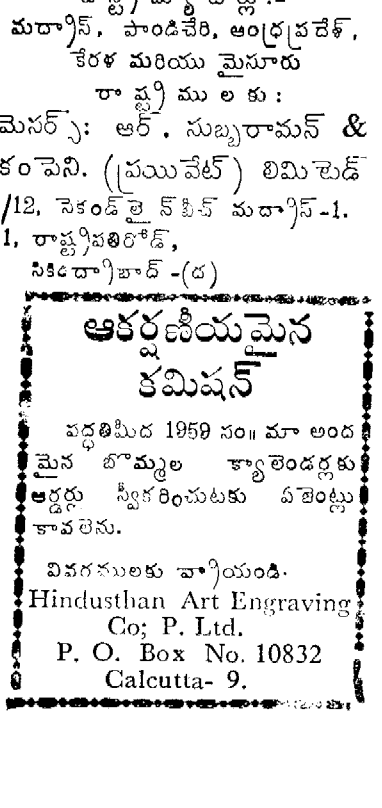 మద్రాస్, పాండిచేరి, ఆంధ్రప్రదేశ్,
కేరళ మరియు మైసూరు
రాష్ట్రములకు:
మెసర్స్: ఆర్. సుబ్బరామన్ &
కంపెని. (ప్రయివేట్) లిమిటెడ్
/12, సెకండ్ లైన్ బీచ్ మద్రాస్-1.
1, రాష్ట్రపతిరోడ్,
సికింద్రాబాద్ -(ద)
ఆకర్షణీయమైన
కమిషన్
పద్ధతిమీద 1959 సం॥ మా అంద
మైన బొమ్మల క్యాలెండర్లకు
ఆర్డర్లు స్వీకరించుటకు ఏజెంట్లు
కావలెను.
వివరములకు వ్రాయండి.
Hindusthan Art Engraving
Co; P. Ltd.
P. O. Box No. 10832
Calcutta- 9.